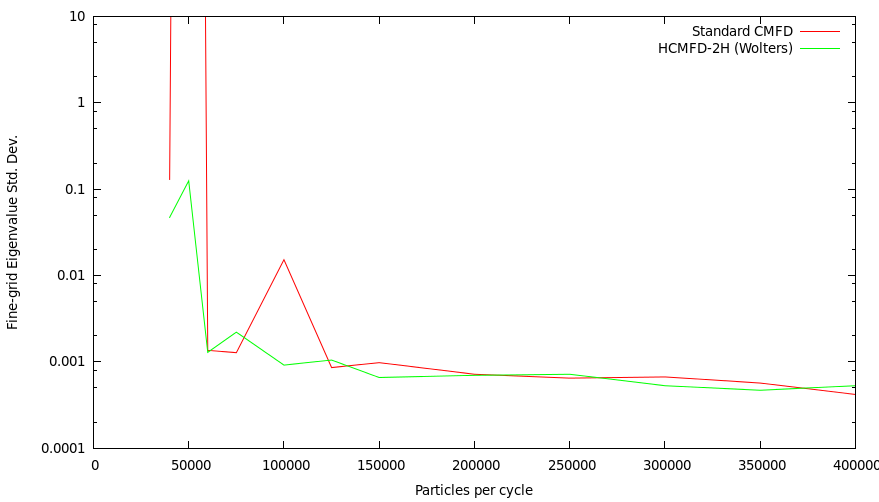 10
1
0.1
0.01
0.001
0.0001
Fine-grid Eigenvalue Std. Dev.
Standard CMFD
HCMFD-2H (Wolters)
0 50000 100000 150000 200000 250000 300000 350000 400000
Particles per cycle